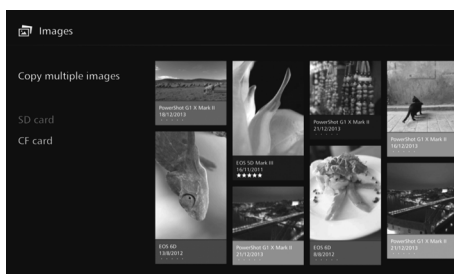 Images
Copy multiple images
SD card
CF card
PowerShot G1 X Mark II
18/12/2013
EOS 6D
13/8/2012
EOS 5D Mark III
16/11/2011
★★★★★
PowerShot G1 X Mark II
21/12/2013
PowerShot G1 X Mark II
21/12/2013
EOS 6D
8/8/2012
PowerShot G1 X Mark II
16/12/2013
PowerShot G1 X Mark II
21/12/2013